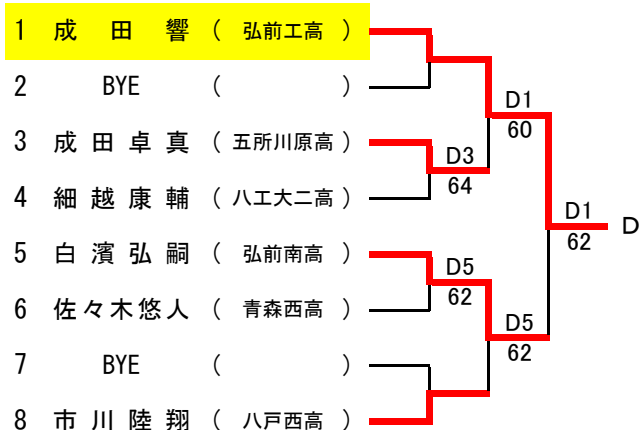 1 成田 響 ( 弘前工高 )
2 BYE ( )
D1
60
3 成田卓真 ( 五所川原高 )
D3
64
4 細越康輔 ( 八工大二高 )
D1
62
D
5 白濱弘嗣 ( 弘前南高 )
D5
62
6 佐々木悠人 ( 青森西高 )
D5
62
7 BYE ( )
8 市川陸翔 ( 八戸西高 )